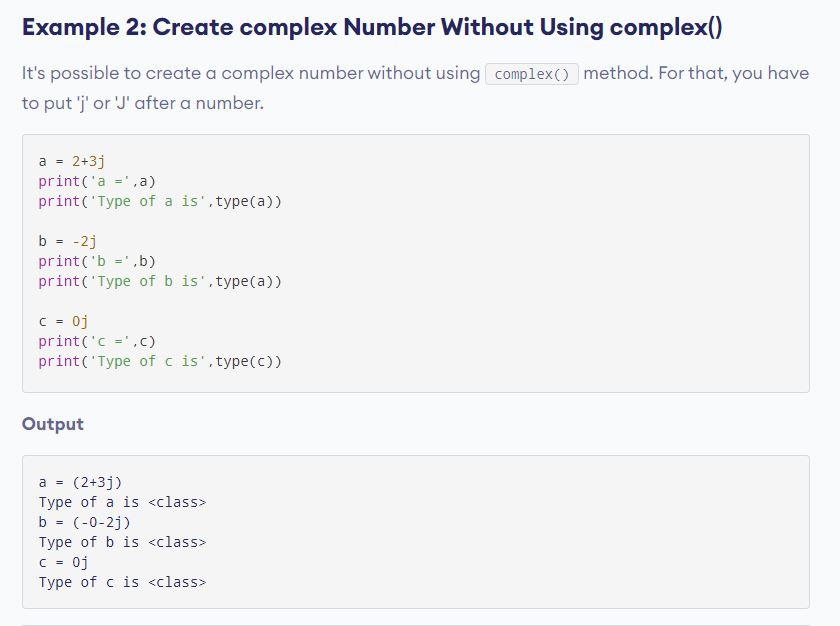 Example 2: Create complex Number Without Using complex()
It's possible to create a complex number without using complex() method. For that, you have
to put 'j' or 'J' after a number.
a = 2+3j
print('a =',a)
print('Type of a is',type(a))
b = -2j
print('b =',b)
print('Type of b is',type(a))
c = 0j
print('c =',c)
print('Type of c is',type(c))
Output
a = (2+3j)
Type of a is <class>
b = (-0-2j)
Type of b is <class>
c = 0j
Type of c is <class>